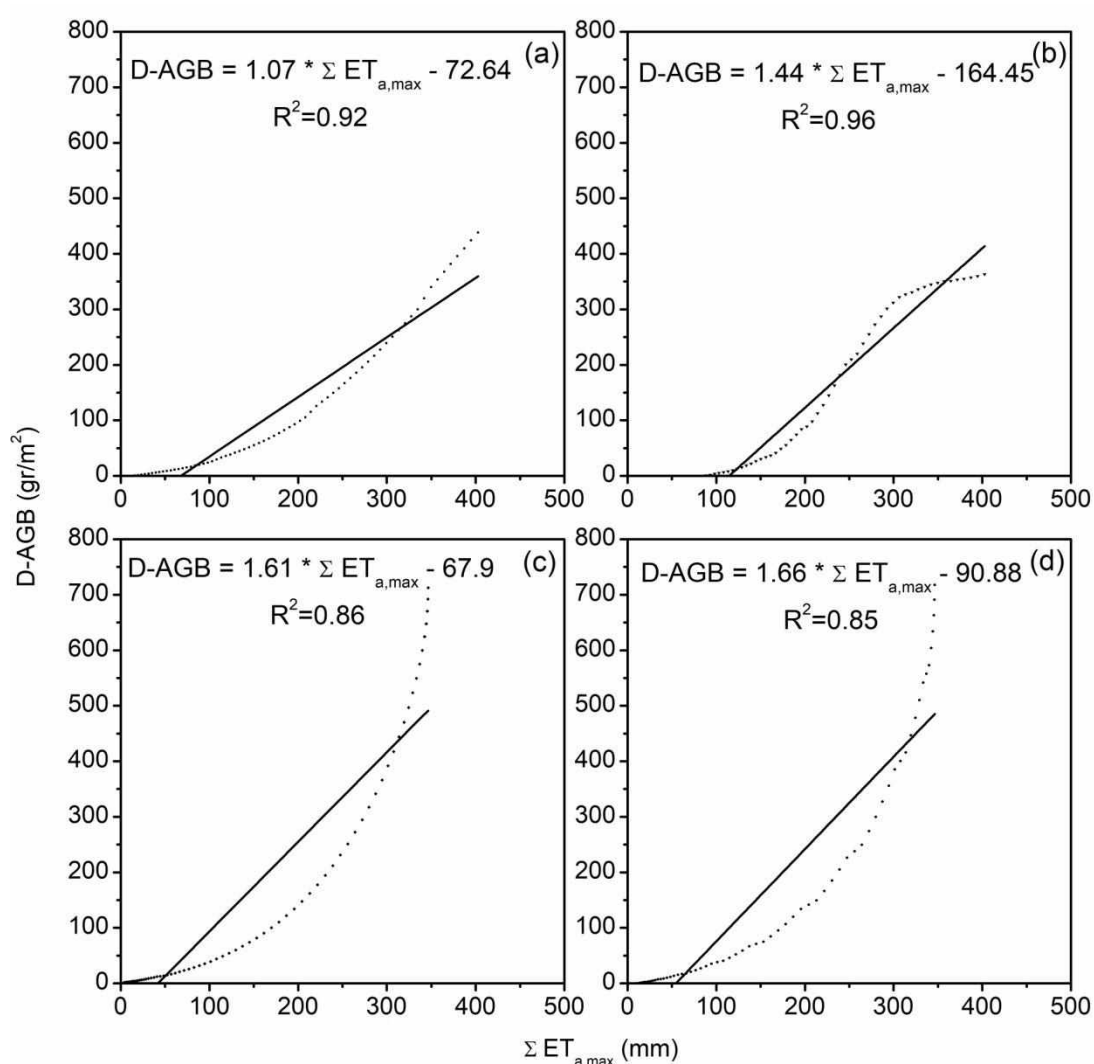 D-AGB (gr/m²)
800
700
600
500
400
300
200
100
0
0 100 200 300 400 500
D-AGB = 1.07 * Σ ET_a,max - 72.64 (a)
R²=0.92
800
700
600
500
400
300
200
100
0
0 100 200 300 400 500
D-AGB = 1.44 * Σ ET_a,max - 164.45 (b)
R²=0.96
800
700
600
500
400
300
200
100
0
0 100 200 300 400 500
D-AGB = 1.61 * Σ ET_a,max - 67.9 (c)
R²=0.86
800
700
600
500
400
300
200
100
0
0 100 200 300 400 500
D-AGB = 1.66 * Σ ET_a,max - 90.88 (d)
R²=0.85
Σ ET_a,max (mm)